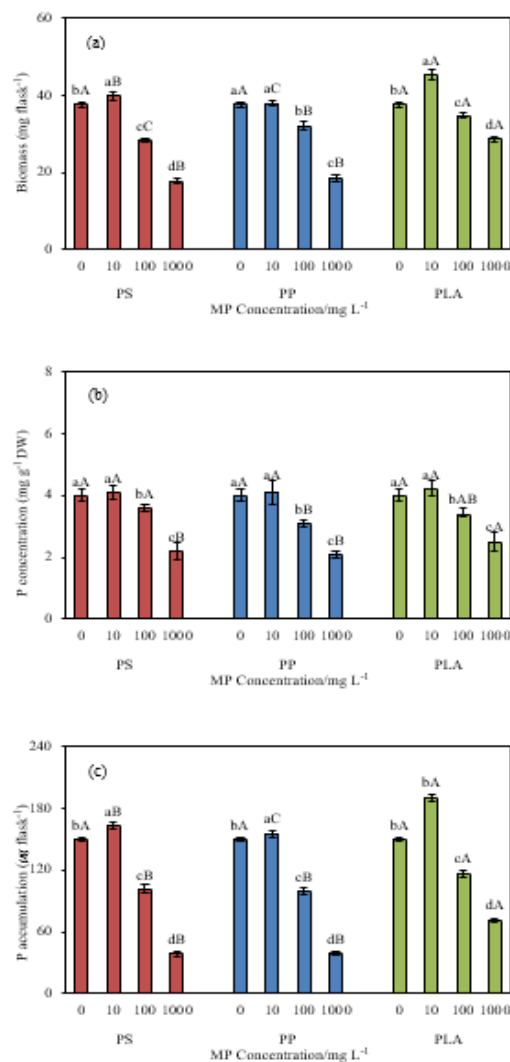 60
(a)
aA
aB
bA
aA
aC
bA
40
cA
bB
cC
dA
20
cB
dB
0
Biomass (mg flask⁻¹)
0 10 100 1000 0 10 100 1000 0 10 100 1000
PS PP PLA
MP Concentration/mg L⁻¹
8
(b)
6
aA aA bA aA aA bB aA aA bAB
4
cB cB cA
2
0
P concentration (mg g⁻¹ DW)
0 10 100 1000 0 10 100 1000 0 10 100 1000
PS PP PLA
MP Concentration/mg L⁻¹
240
(c)
bA
180
bA aB bA aC bA
cB cB cA
120
dA
60
dB dB
0
P accumulation (μg flask⁻¹)
0 10 100 1000 0 10 100 1000 0 10 100 1000
PS PP PLA
MP Concentration/mg L⁻¹